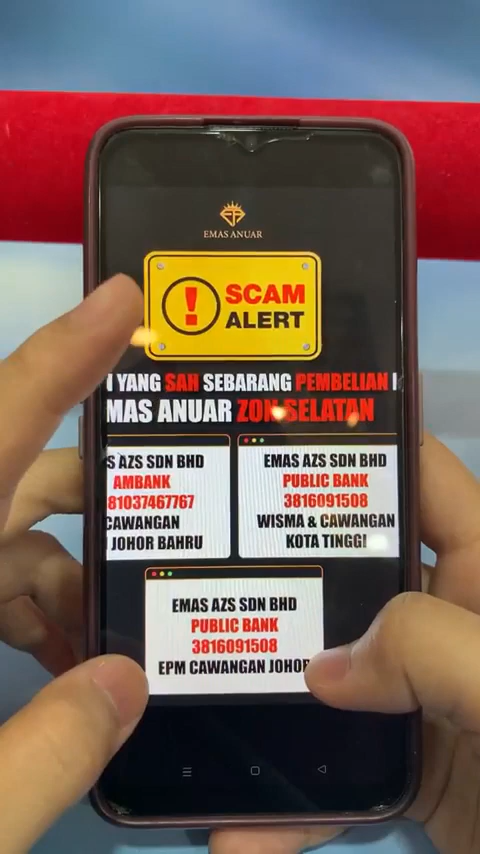 EMAS ANUAR
SCAM
ALERT
YANG SAH SEBARANG PEMBELIAN
MAS ANUAR ZON SELATAN
S AZS SDN BHD
AMBANK
81037467767
CAWANGAN
JOHOR BAHRU
EMAS AZS SDN BHD
PUBLIC BANK
3816091508
WISMA & CAWANGAN
KOTA TINGGI
EMAS AZS SDN BHD
PUBLIC BANK
3816091508
EPM CAWANGAN JOHOR